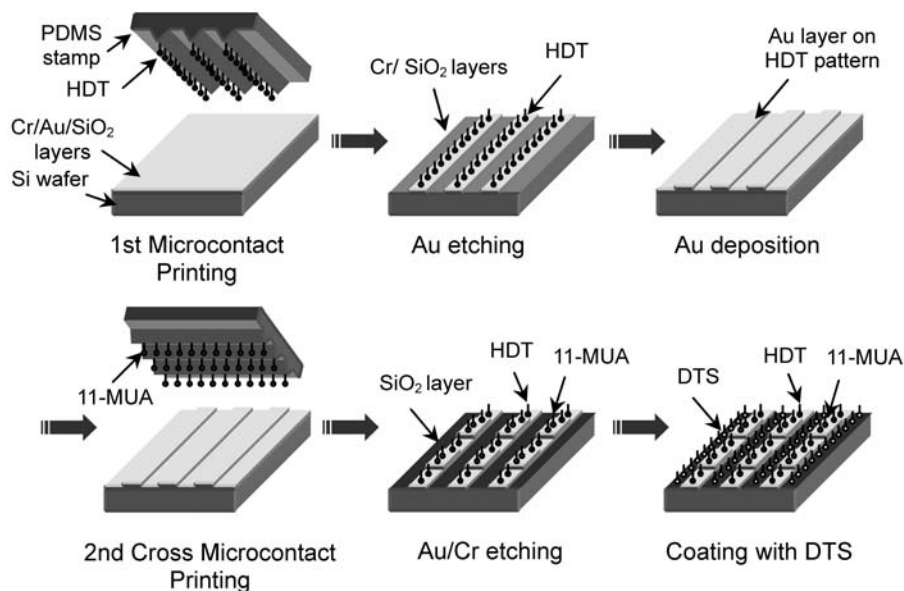 PDMS
stamp
HDT
Cr/Au/SiO₂
layers
Si wafer
1st Microcontact
Printing
Cr/ SiO₂ layers
HDT
Au etching
Au layer on
HDT pattern
Au deposition
11-MUA
2nd Cross Microcontact
Printing
SiO₂ layer
HDT
11-MUA
Au/Cr etching
DTS
HDT
11-MUA
Coating with DTS